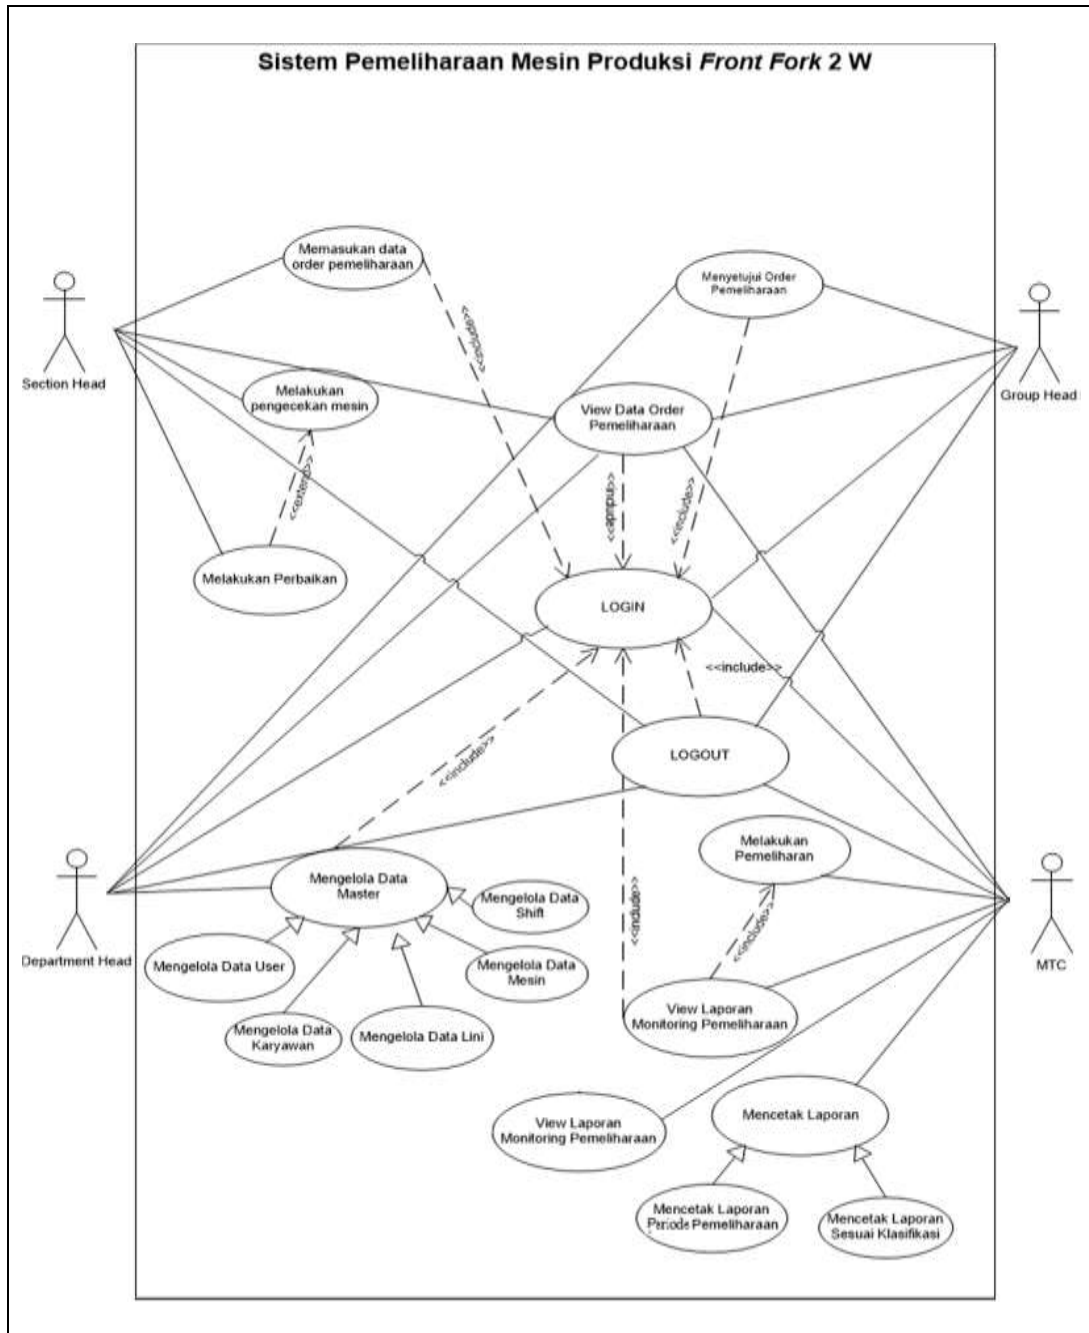 Sistem Pemeliharaan Mesin Produksi Front Fork 2 W
Memasukan data
order pemeliharaan
Menyetujui Order
Pemeliharaan
<<include>>
Section Head
Group Head
Melakukan
pengecekan mesin
View Data Order
Pemeliharaan
<<extend>>
<<include>>
<<include>>
Melakukan Perbaikan
LOGIN
<<include>>
<<include>>
LOGOUT
Melakukan
Pemeliharan
Mengelola Data
Master
Mengelola Data
Shift
<<include>>
<<include>>
Department Head
MTC
Mengelola Data User
Mengelola Data
Mesin
View Laporan
Monitoring Pemeliharaan
Mengelola Data
Karyawan
Mengelola Data Lini
View Laporan
Monitoring Pemeliharaan
Mencetak Laporan
Mencetak Laporan
Periode Pemeliharaan
Mencetak Laporan
Sesuai Klasifikasi